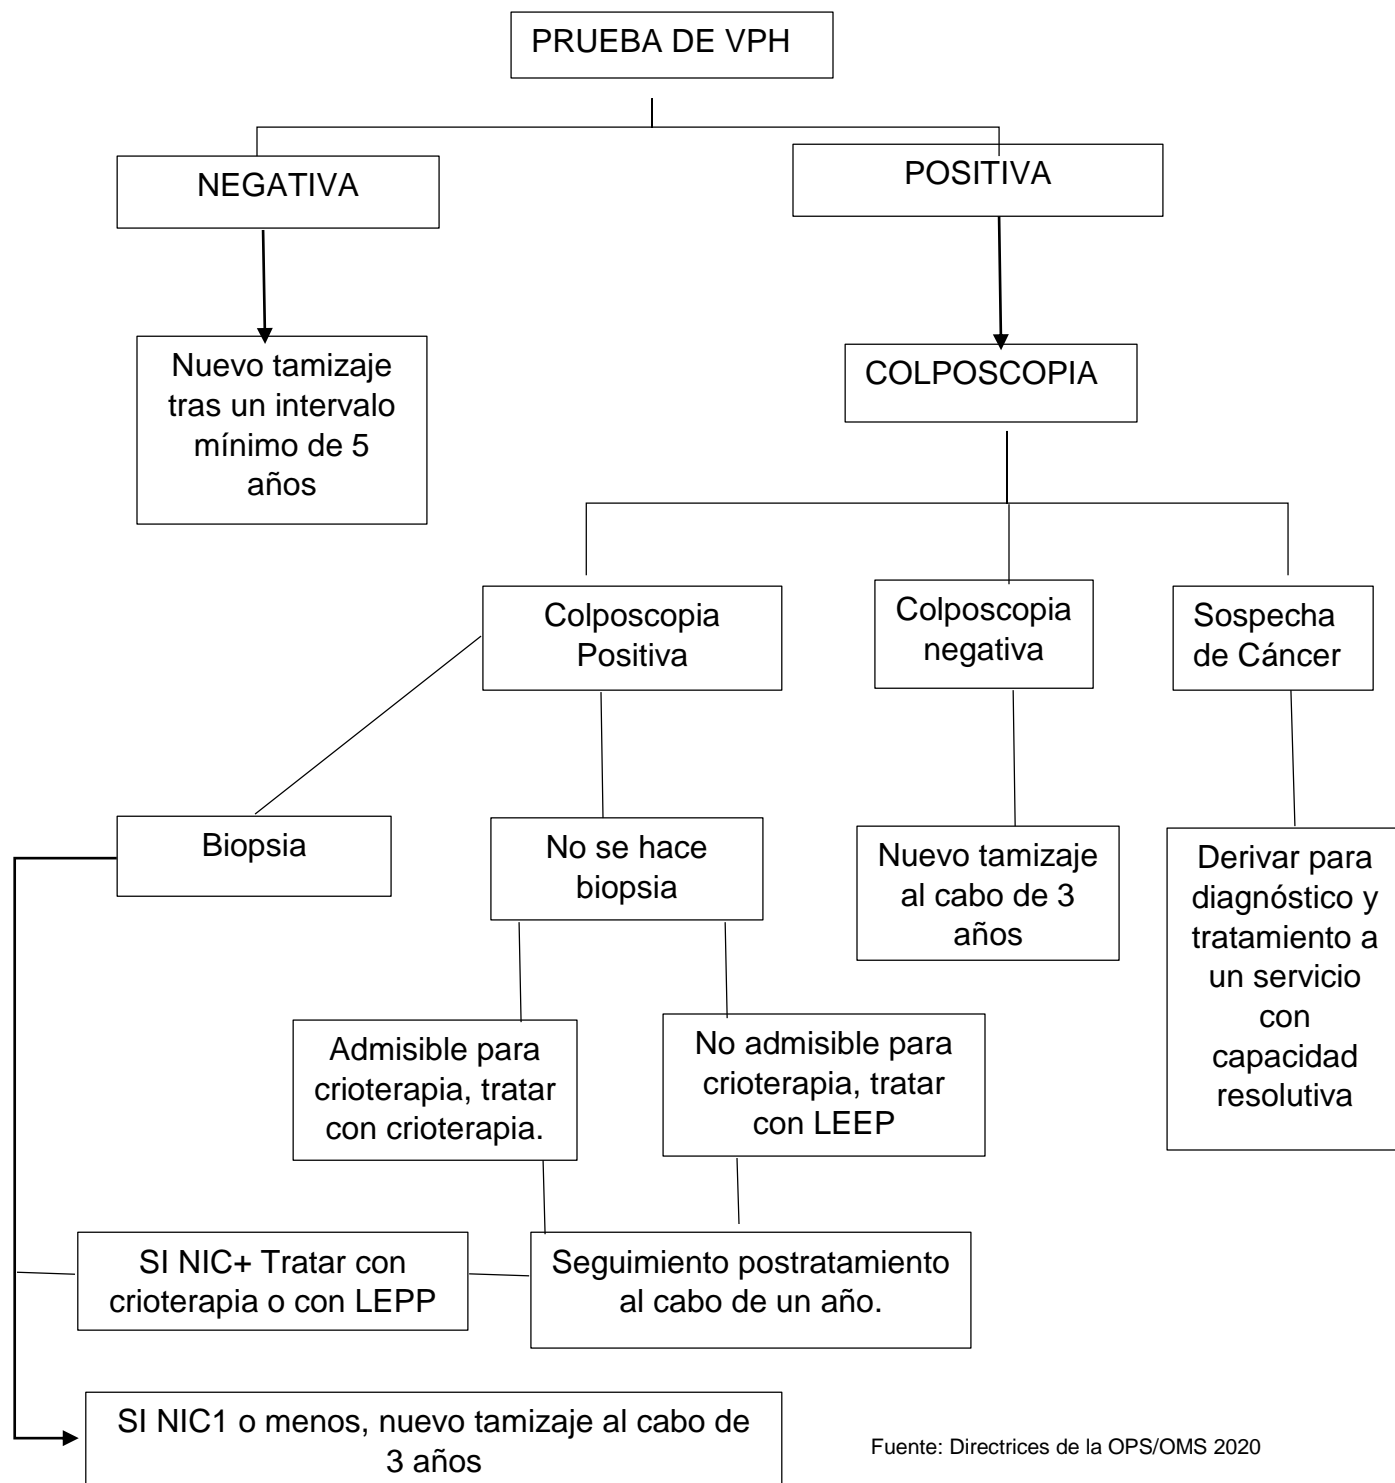 PRUEBA DE VPH
NEGATIVA
POSITIVA
Nuevo tamizaje
tras un intervalo
mínimo de 5
años
COLPOSCOPIA
Colposcopia
Positiva
Colposcopia
negativa
Sospecha
de Cáncer
Biopsia
No se hace
biopsia
Nuevo tamizaje
al cabo de 3
años
Derivar para
diagnóstico y
tratamiento a
un servicio
con
capacidad
resolutiva
Admisible para
crioterapia, tratar
con crioterapia.
No admisible para
crioterapia, tratar
con LEEP
SI NIC+ Tratar con
crioterapia o con LEPP
Seguimiento postratamiento
al cabo de un año.
SI NIC1 o menos, nuevo tamizaje al cabo de
3 años
Fuente: Directrices de la OPS/OMS 2020